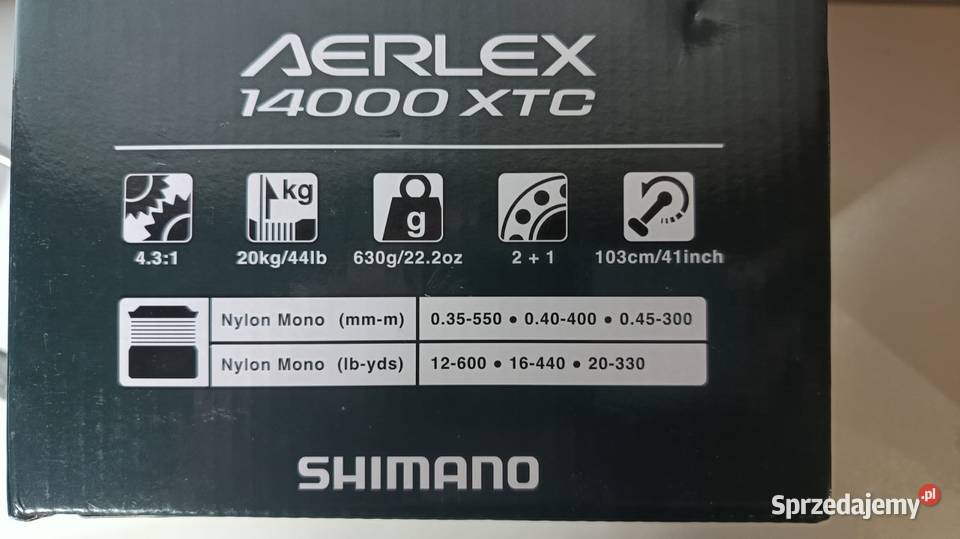 AERLEX
14000 XTC
kg
g
4.3:1 20kg/44lb 630g/22.2oz 2 + 1 103cm/41inch
Nylon Mono (mm-m) 0.35-550 • 0.40-400 • 0.45-300
Nylon Mono (lb-yds) 12-600 • 16-440 • 20-330
SHIMANO
Sprzedajemy.pl